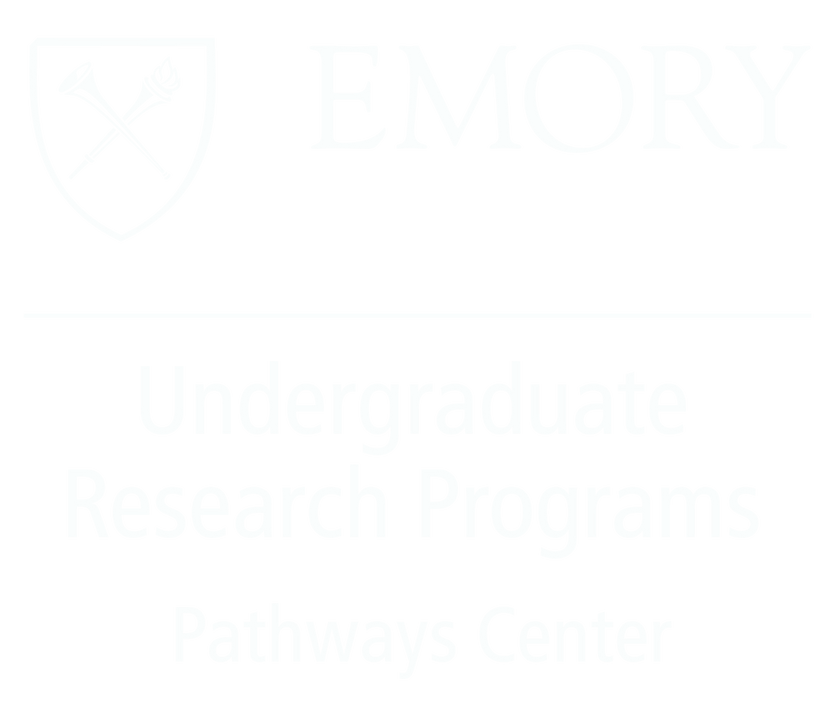 EMORY
Undergraduate
Research Programs
Pathways Center